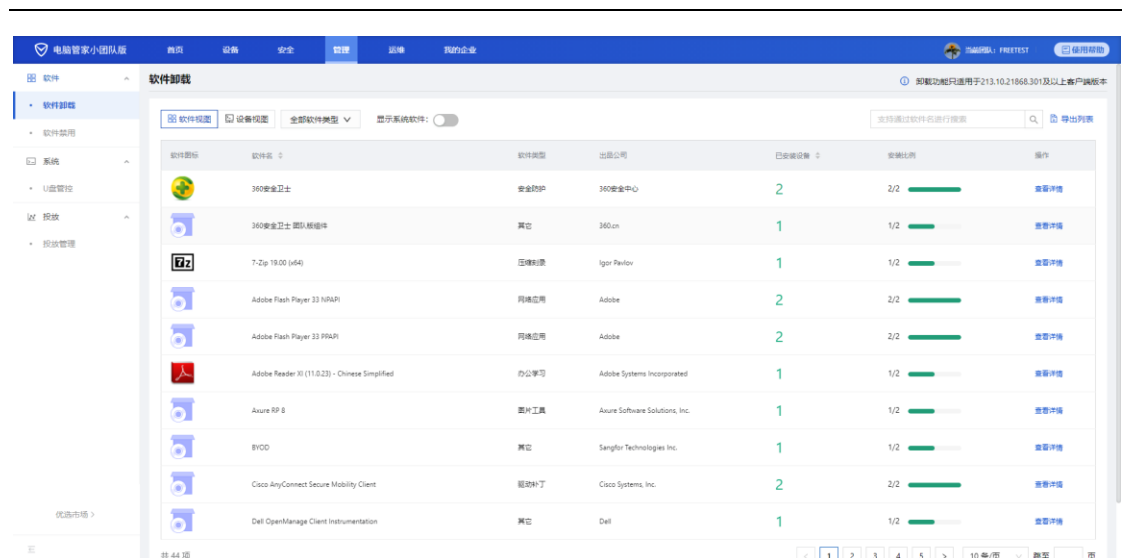 电脑管家小团队版 首页 设备 安全 管理 运维 我的企业 当前团队：FREETEST 使用帮助
软件
软件卸载
软件禁用
系统
U盘管控
投放
投放管理
优选市场 >
软件卸载 卸载功能只适用于213.10.21868.301及以上客户端版本
软件视图 设备视图 全部软件类型 显示系统软件： 支持通过软件名进行搜索 导出列表
软件图标 软件名 软件类型 出品公司 已安装设备 安装比例 操作
360安全卫士 安全防护 360安全中心 2 2/2 查看详情
360安全卫士 团队版组件 其它 360.cn 1 1/2 查看详情
7-Zip 19.00 (x64) 压缩刻录 Igor Pavlov 1 1/2 查看详情
Adobe Flash Player 33 NPAPI 网络应用 Adobe 2 2/2 查看详情
Adobe Flash Player 33 PPAPI 网络应用 Adobe 2 2/2 查看详情
Adobe Reader XI (11.0.23) - Chinese Simplified 办公学习 Adobe Systems Incorporated 1 1/2 查看详情
Axure RP 8 图片工具 Axure Software Solutions, Inc. 1 1/2 查看详情
BYOD 其它 Sangfor Technologies Inc. 1 1/2 查看详情
Cisco AnyConnect Secure Mobility Client 驱动补丁 Cisco Systems, Inc. 2 2/2 查看详情
Dell OpenManage Client Instrumentation 其它 Dell 1 1/2 查看详情
共 44 项 < 1 2 3 4 5 > 10 条/页 跳至 页